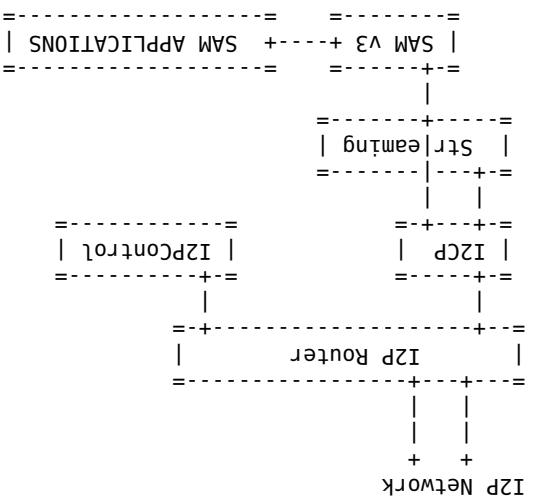 I2P Network
I2P Router
I2CP
I2PControl
Streaming
SAM v3
SAM APPLICATIONS